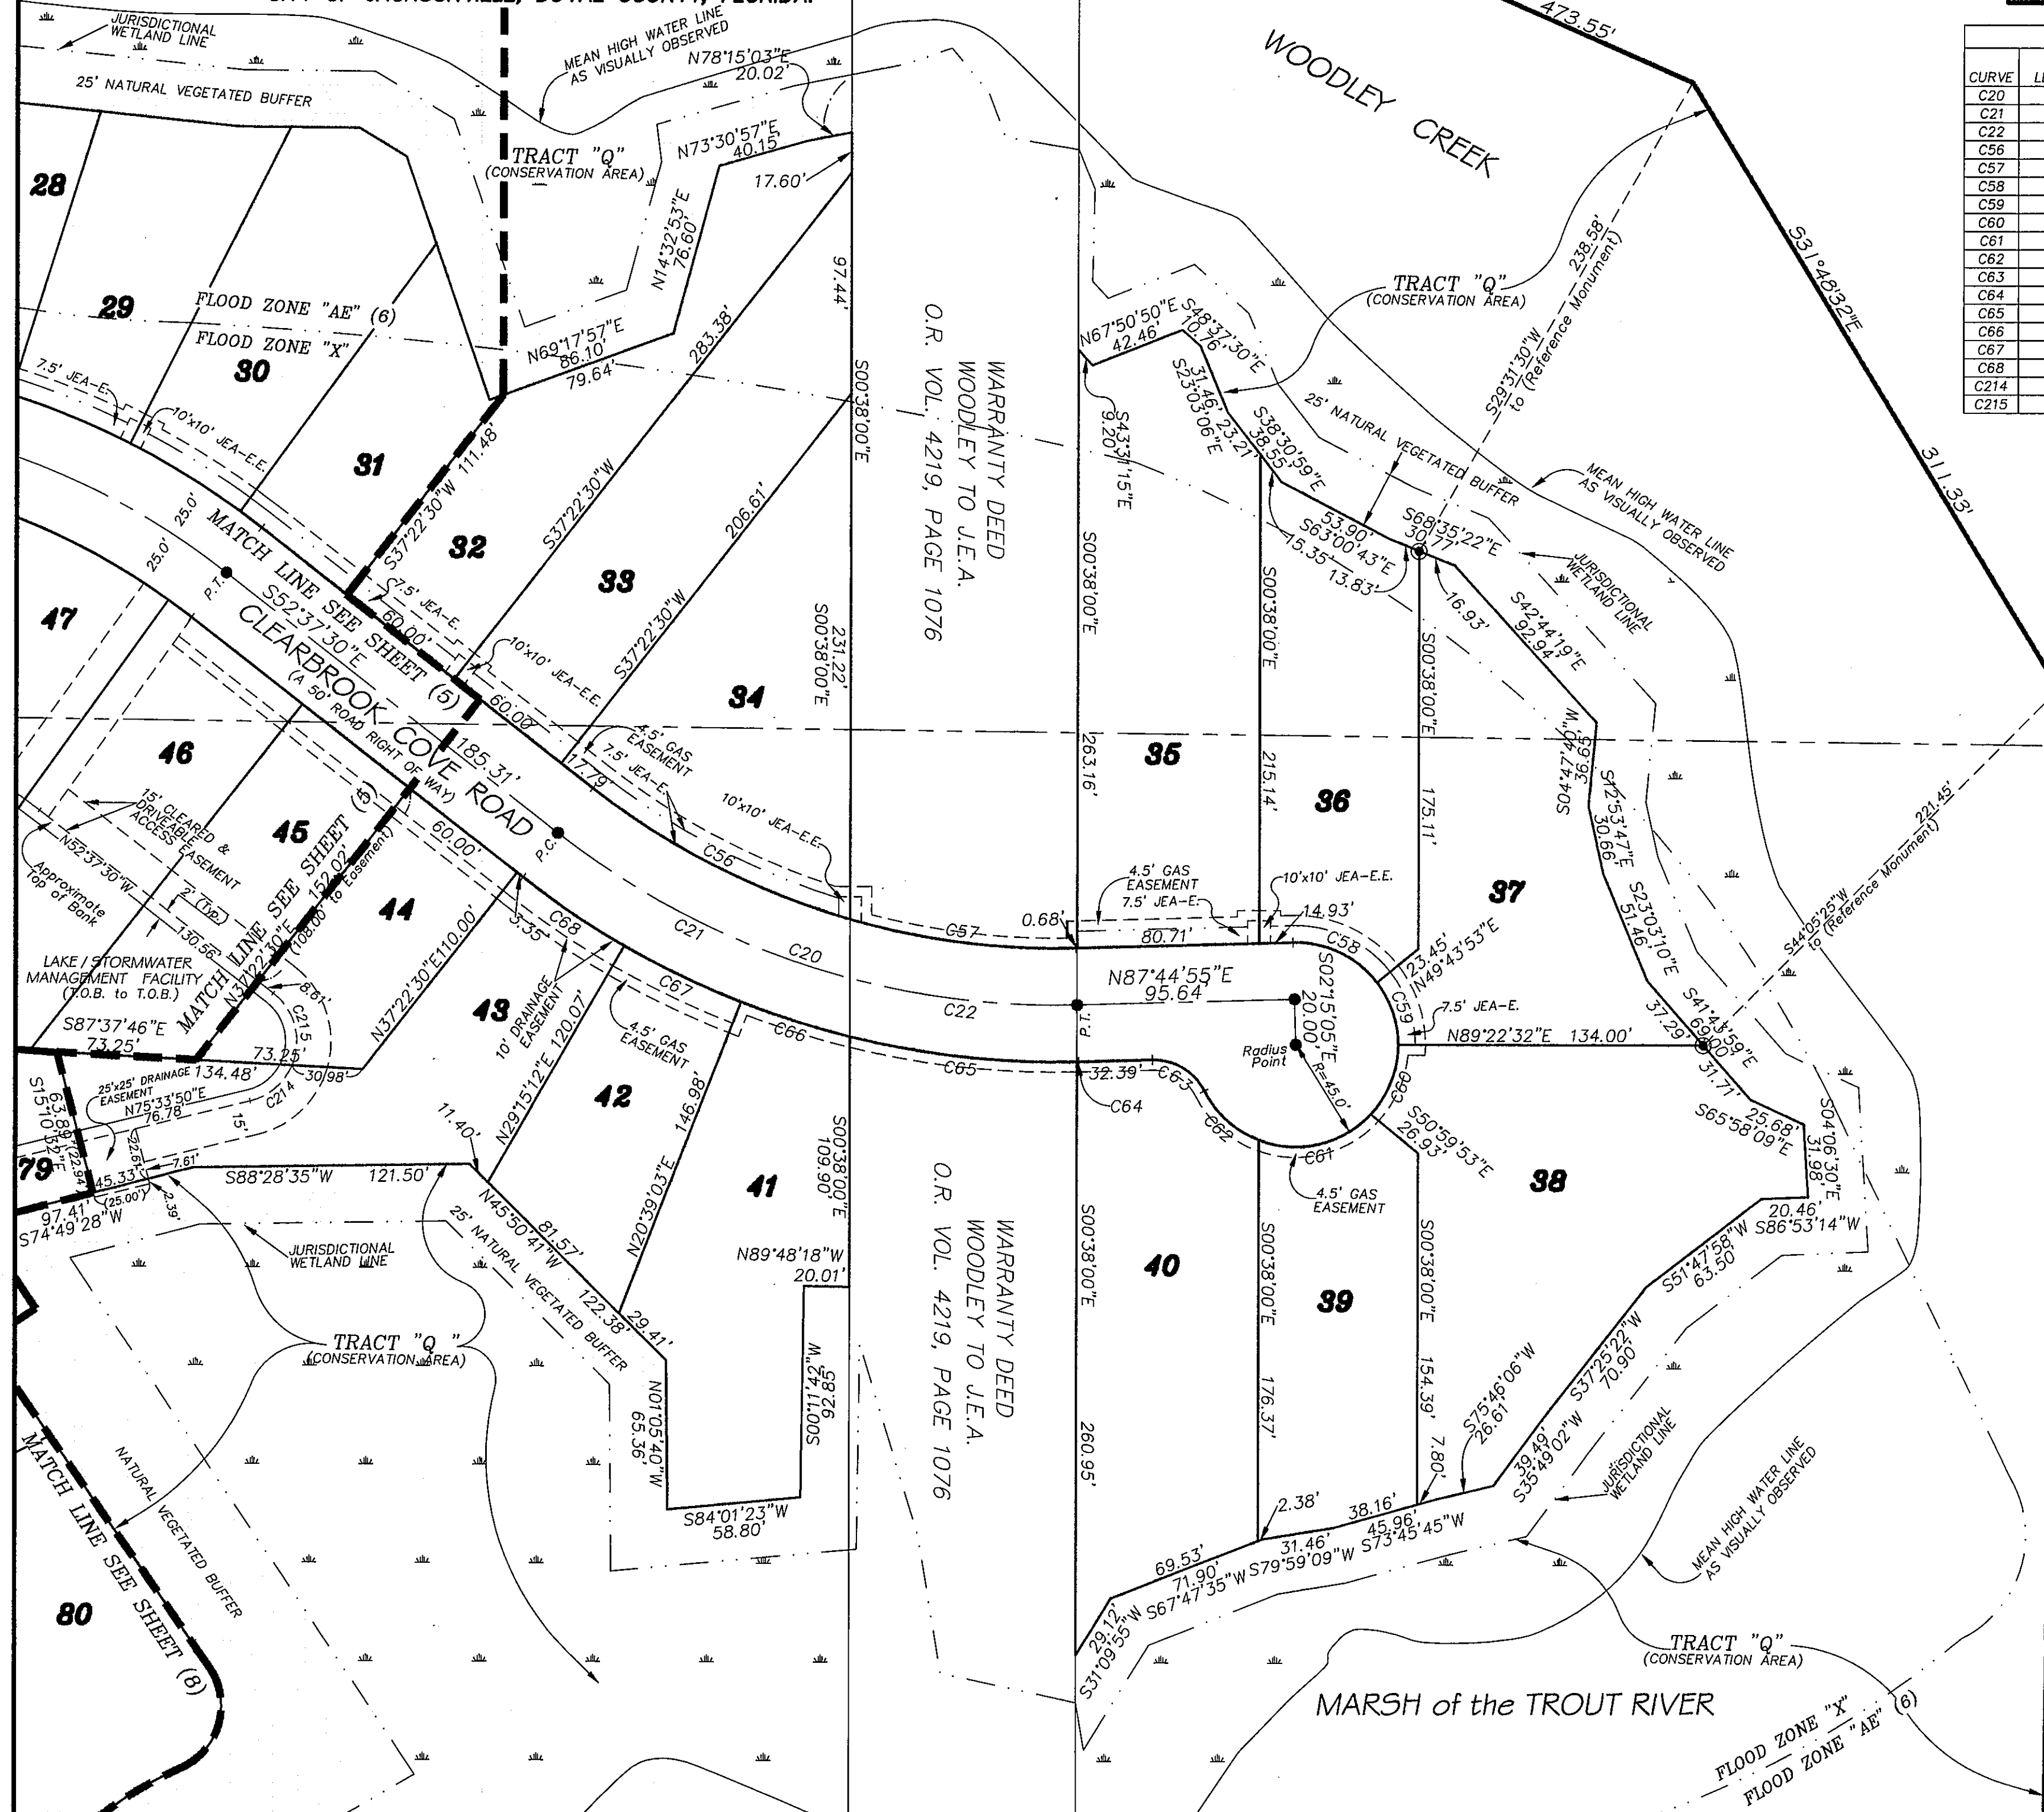 JURISDICTIONAL
WETLAND LINE
25' NATURAL VEGETATED BUFFER
MEAN HIGH WATER LINE
AS VISUALLY OBSERVED
N78°15'03"E
20.02'
N73°30'57"E
40.15'
17.60'
TRACT "Q"
(CONSERVATION AREA)
N14°32'53"E
76.60'
97.44'
28
29
FLOOD ZONE "AE" (6)
FLOOD ZONE "X"
30
N69°17'57"E
86.10'
79.64'
283.38'
7.5' JEA-E.
10'x10' JEA-E.E.
31
S37°22'30"W 111.48'
32
S37°22'30"W
33
206.61'
S37°22'30"W
34
S00°38'00"E
231.22'
S00°38'00"E
O.R. VOL. 4219, PAGE 1076
WOODLEY TO J.E.A.
WARRANTY DEED
WOODLEY CREEK
473.55'
S31°48'32"E
311.33'
238.58'
S29°31'30"W
to (Reference Monument)
TRACT "Q"
(CONSERVATION AREA)
CURVE
C20
C21
C22
C56
C57
C58
C59
C60
C61
C62
C63
C64
C65
C66
C67
C68
C214
C215
N67°50'50"E
42.46'
S48°37'30"E
10.76'
31.46'
S23°03'06"E
23.21'
S38°30'59"E
38.55'
S43°31'15"E
9.20'
25' NATURAL VEGETATED BUFFER
MEAN HIGH WATER LINE
AS VISUALLY OBSERVED
53.90'
S63°00'43"E
15.35'
13.83'
S68°35'22"E
30.77'
16.93'
JURISDICTIONAL
WETLAND LINE
S42°44'19"E
92.94'
S04°47'40"W
36.65'
S12°53'47"E
30.66'
S23°03'10"E
51.46'
S41°43'59"E
69.00'
37.29'
31.71'
221.45'
S44°05'25"W
to (Reference Monument)
S00°38'00"E
263.16'
35
S00°38'00"E
215.14'
36
S00°38'00"E
175.11'
37
25.0'
25.0'
P.T.
MATCH LINE SEE SHEET (5)
S52°37'30"E
CLEARBROOK COVE ROAD
(A 50' ROAD RIGHT OF WAY)
185.31'
P.C.
7.5' JEA-E.
60.00'
10'x10' JEA-E.E.
60.00'
17.79'
4.5' GAS
EASEMENT
7.5' JEA-E.
10'x10' JEA-E.E.
C56
C57
C21
C20
C22
0.68'
4.5' GAS
EASEMENT
7.5' JEA-E.
10'x10' JEA-E.E.
80.71'
14.93'
C58
23.45'
N49°43'53"E
C59
7.5' JEA-E.
N87°44'55"E
95.64'
S02°15'05"E
20.00'
P.T.
Radius
Point
R=45.0'
N89°22'32"E 134.00'
C60
C61
C62
C63
C64
32.39'
S50°59'53"E
26.93'
4.5' GAS
EASEMENT
47
46
45
15' CLEARED &
DRIVEABLE
ACCESS EASEMENT
N52°37'30"W
2' (Typ.)
130.56'
Approximate
Top of Bank
MATCH LINE SEE SHEET (5)
N37°22'30"E 152.02'
(108.00' to Easement)
60.00'
44
3.35'
C68
N37°22'30"E110.00'
LAKE/STORMWATER
MANAGEMENT FACILITY
(T.O.B. to T.O.B.)
8.61'
C215
S87°37'46"E
73.25'
73.25'
134.48'
30.98'
43
10' DRAINAGE
EASEMENT
4.5' GAS
EASEMENT
C67
C66
C65
N29°15'12"E 120.07'
25'x25' DRAINAGE
EASEMENT
N75°33'50"E
76.78'
15'
C214
S15°10'32"E
63.89'
(22.94')
22.61'
7.61'
45.33'
(25.00')
2.39'
79
97.41'
S74°49'28"W
S88°28'35"W 121.50'
11.40'
42
146.98'
N20°39'03"E
41
S00°38'00"E
109.90'
N45°50'41"W
81.57'
122.38'
29.41'
25' NATURAL VEGETATED BUFFER
N89°48'18"W
20.01'
S00°11'42"W
92.85'
N01°05'40"W
65.36'
S84°01'23"W
58.80'
JURISDICTIONAL
WETLAND LINE
TRACT "Q "
(CONSERVATION AREA)
MATCH LINE SEE SHEET (8)
NATURAL VEGETATED BUFFER
80
O.R. VOL. 4219, PAGE 1076
WOODLEY TO J.E.A.
WARRANTY DEED
S00°38'00"E
260.95'
40
S00°38'00"E
176.37'
39
S00°38'00"E
154.39'
7.80'
38
25.68'
S65°58'09"E
S04°06'30"E
31.98'
20.46'
S86°53'14"W
S51°47'58"W
63.50'
S37°25'22"W
70.90'
39.49'
S35°49'02"W
S75°46'06"W
26.61'
2.38'
38.16'
45.96'
S73°45'45"W
31.46'
S79°59'09"W
69.53'
71.90'
S67°47'35"W
29.12'
S31°09'55"W
JURISDICTIONAL
WETLAND LINE
MEAN HIGH WATER LINE
AS VISUALLY OBSERVED
TRACT "Q"
(CONSERVATION AREA)
MARSH of the TROUT RIVER
FLOOD ZONE "X"
FLOOD ZONE "AE"
(6)